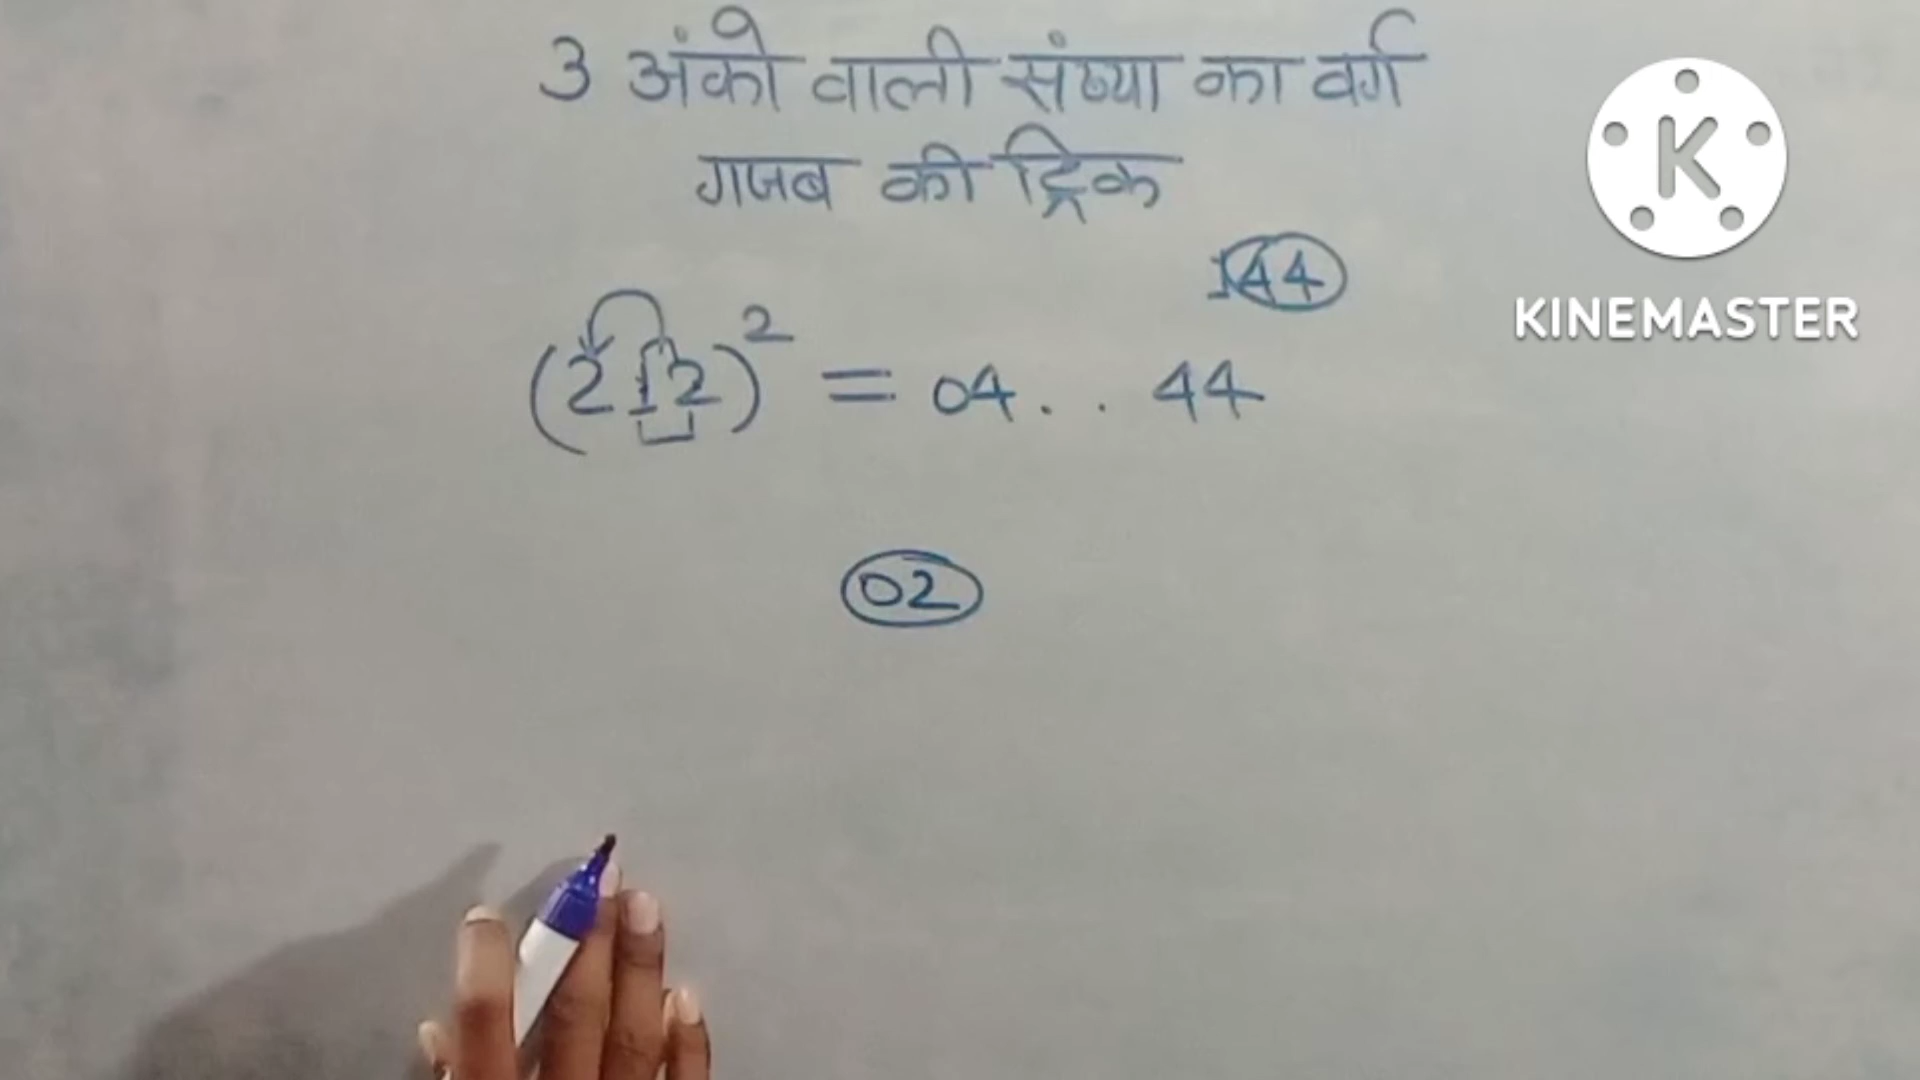 3 अंको वाली संख्या का वर्ग
गजब की ट्रिक
144
(212)² = 04 . . 44
02
K
KINEMASTER